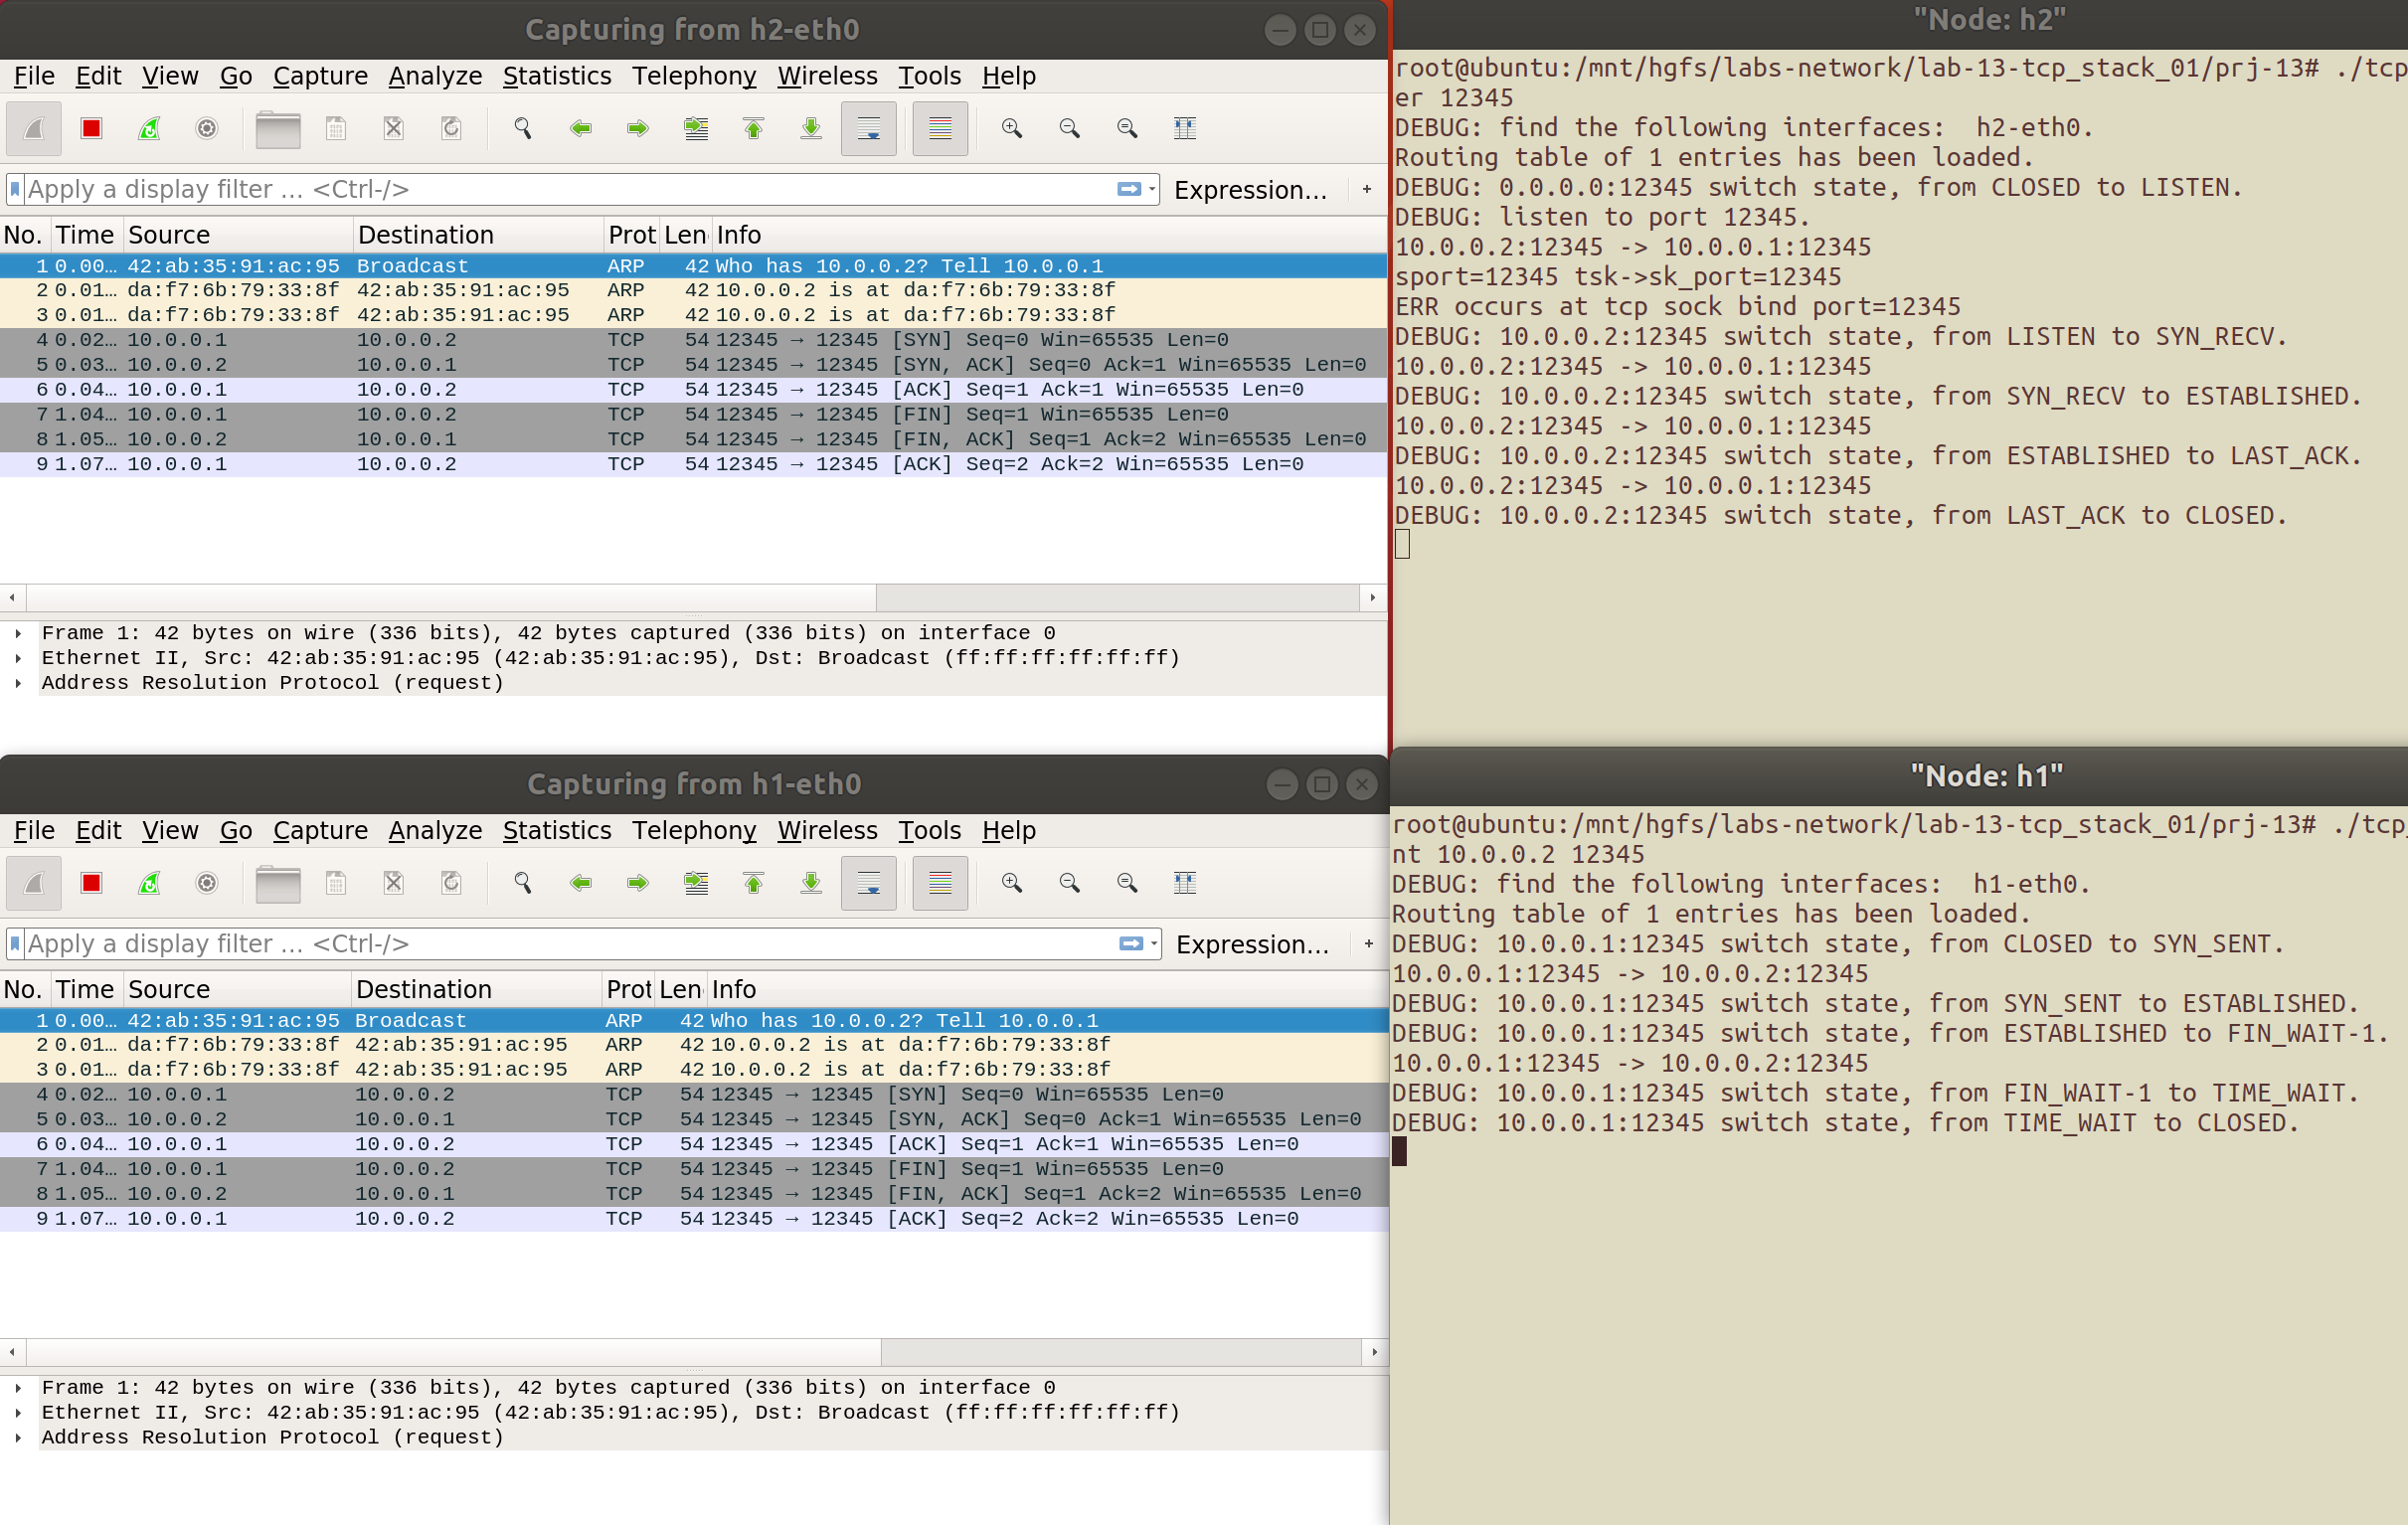 Capturing from h2-eth0
File Edit View Go Capture Analyze Statistics Telephony Wireless Tools Help
Apply a display filter ... <Ctrl-/> Expression... +
No. Time Source Destination Prot Len Info
1 0.00… 42:ab:35:91:ac:95 Broadcast ARP 42 Who has 10.0.0.2? Tell 10.0.0.1
2 0.01… da:f7:6b:79:33:8f 42:ab:35:91:ac:95 ARP 42 10.0.0.2 is at da:f7:6b:79:33:8f
3 0.01… da:f7:6b:79:33:8f 42:ab:35:91:ac:95 ARP 42 10.0.0.2 is at da:f7:6b:79:33:8f
4 0.02… 10.0.0.1 10.0.0.2 TCP 54 12345 → 12345 [SYN] Seq=0 Win=65535 Len=0
5 0.03… 10.0.0.2 10.0.0.1 TCP 54 12345 → 12345 [SYN, ACK] Seq=0 Ack=1 Win=65535 Len=0
6 0.04… 10.0.0.1 10.0.0.2 TCP 54 12345 → 12345 [ACK] Seq=1 Ack=1 Win=65535 Len=0
7 1.04… 10.0.0.1 10.0.0.2 TCP 54 12345 → 12345 [FIN] Seq=1 Win=65535 Len=0
8 1.05… 10.0.0.2 10.0.0.1 TCP 54 12345 → 12345 [FIN, ACK] Seq=1 Ack=2 Win=65535 Len=0
9 1.07… 10.0.0.1 10.0.0.2 TCP 54 12345 → 12345 [ACK] Seq=2 Ack=2 Win=65535 Len=0
Frame 1: 42 bytes on wire (336 bits), 42 bytes captured (336 bits) on interface 0
Ethernet II, Src: 42:ab:35:91:ac:95 (42:ab:35:91:ac:95), Dst: Broadcast (ff:ff:ff:ff:ff:ff)
Address Resolution Protocol (request)
"Node: h2"
root@ubuntu:/mnt/hgfs/labs-network/lab-13-tcp_stack_01/prj-13# ./tcp
er 12345
DEBUG: find the following interfaces:  h2-eth0.
Routing table of 1 entries has been loaded.
DEBUG: 0.0.0.0:12345 switch state, from CLOSED to LISTEN.
DEBUG: listen to port 12345.
10.0.0.2:12345 -> 10.0.0.1:12345
sport=12345 tsk->sk_port=12345
ERR occurs at tcp sock bind port=12345
DEBUG: 10.0.0.2:12345 switch state, from LISTEN to SYN_RECV.
10.0.0.2:12345 -> 10.0.0.1:12345
DEBUG: 10.0.0.2:12345 switch state, from SYN_RECV to ESTABLISHED.
10.0.0.2:12345 -> 10.0.0.1:12345
DEBUG: 10.0.0.2:12345 switch state, from ESTABLISHED to LAST_ACK.
10.0.0.2:12345 -> 10.0.0.1:12345
DEBUG: 10.0.0.2:12345 switch state, from LAST_ACK to CLOSED.
Capturing from h1-eth0
File Edit View Go Capture Analyze Statistics Telephony Wireless Tools Help
Apply a display filter ... <Ctrl-/> Expression... +
No. Time Source Destination Prot Len Info
1 0.00… 42:ab:35:91:ac:95 Broadcast ARP 42 Who has 10.0.0.2? Tell 10.0.0.1
2 0.01… da:f7:6b:79:33:8f 42:ab:35:91:ac:95 ARP 42 10.0.0.2 is at da:f7:6b:79:33:8f
3 0.01… da:f7:6b:79:33:8f 42:ab:35:91:ac:95 ARP 42 10.0.0.2 is at da:f7:6b:79:33:8f
4 0.02… 10.0.0.1 10.0.0.2 TCP 54 12345 → 12345 [SYN] Seq=0 Win=65535 Len=0
5 0.03… 10.0.0.2 10.0.0.1 TCP 54 12345 → 12345 [SYN, ACK] Seq=0 Ack=1 Win=65535 Len=0
6 0.04… 10.0.0.1 10.0.0.2 TCP 54 12345 → 12345 [ACK] Seq=1 Ack=1 Win=65535 Len=0
7 1.04… 10.0.0.1 10.0.0.2 TCP 54 12345 → 12345 [FIN] Seq=1 Win=65535 Len=0
8 1.05… 10.0.0.2 10.0.0.1 TCP 54 12345 → 12345 [FIN, ACK] Seq=1 Ack=2 Win=65535 Len=0
9 1.07… 10.0.0.1 10.0.0.2 TCP 54 12345 → 12345 [ACK] Seq=2 Ack=2 Win=65535 Len=0
Frame 1: 42 bytes on wire (336 bits), 42 bytes captured (336 bits) on interface 0
Ethernet II, Src: 42:ab:35:91:ac:95 (42:ab:35:91:ac:95), Dst: Broadcast (ff:ff:ff:ff:ff:ff)
Address Resolution Protocol (request)
"Node: h1"
root@ubuntu:/mnt/hgfs/labs-network/lab-13-tcp_stack_01/prj-13# ./tcp_
nt 10.0.0.2 12345
DEBUG: find the following interfaces:  h1-eth0.
Routing table of 1 entries has been loaded.
DEBUG: 10.0.0.1:12345 switch state, from CLOSED to SYN_SENT.
10.0.0.1:12345 -> 10.0.0.2:12345
DEBUG: 10.0.0.1:12345 switch state, from SYN_SENT to ESTABLISHED.
DEBUG: 10.0.0.1:12345 switch state, from ESTABLISHED to FIN_WAIT-1.
10.0.0.1:12345 -> 10.0.0.2:12345
DEBUG: 10.0.0.1:12345 switch state, from FIN_WAIT-1 to TIME_WAIT.
DEBUG: 10.0.0.1:12345 switch state, from TIME_WAIT to CLOSED.